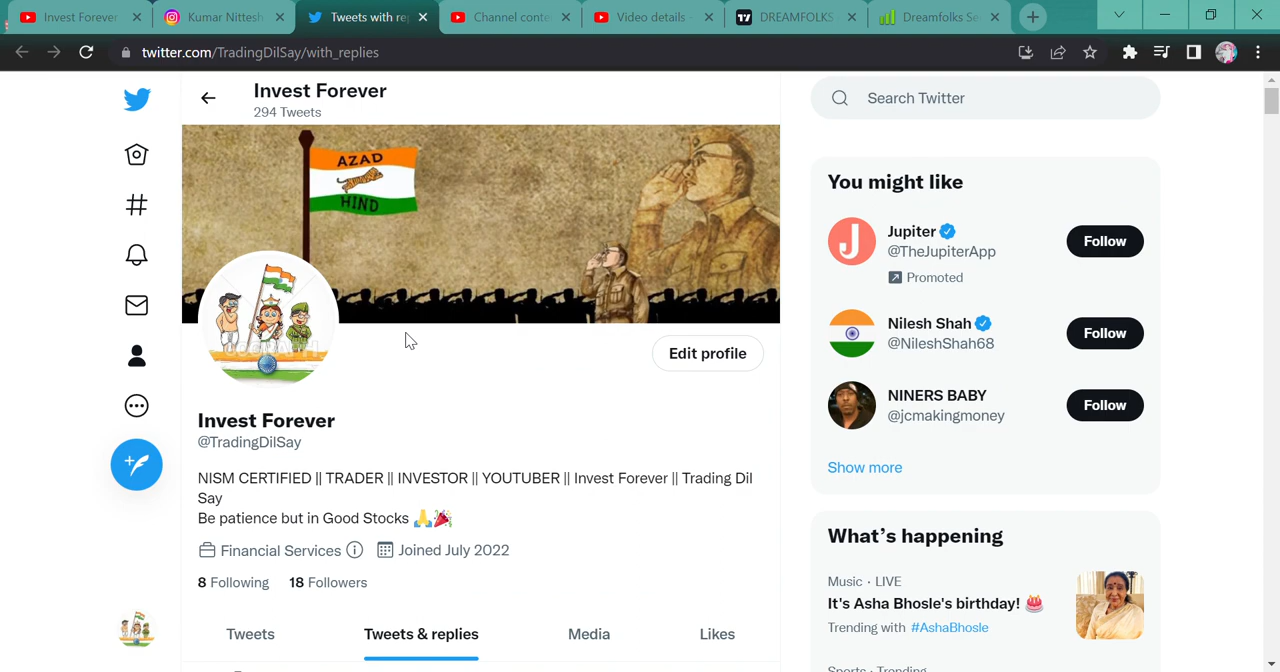 Invest Forever
Kumar Nittesh
Tweets with rep
Channel conte
Video details -
DREAMFOLKS
Dreamfolks Se
twitter.com/TradingDilSay/with_replies
Invest Forever
294 Tweets
Search Twitter
AZAD
HIND
Edit profile
Invest Forever
@TradingDilSay
NISM CERTIFIED || TRADER || INVESTOR || YOUTUBER || Invest Forever || Trading Dil
Say
Be patience but in Good Stocks 🙏🎉
Financial Services
Joined July 2022
8 Following
18 Followers
Tweets
Tweets & replies
Media
Likes
You might like
Jupiter
@TheJupiterApp
Promoted
Follow
Nilesh Shah
@NileshShah68
Follow
NINERS BABY
@jcmakingmoney
Follow
Show more
What's happening
Music · LIVE
It's Asha Bhosle's birthday! 🎂
Trending with #AshaBhosle
Sports · Trending